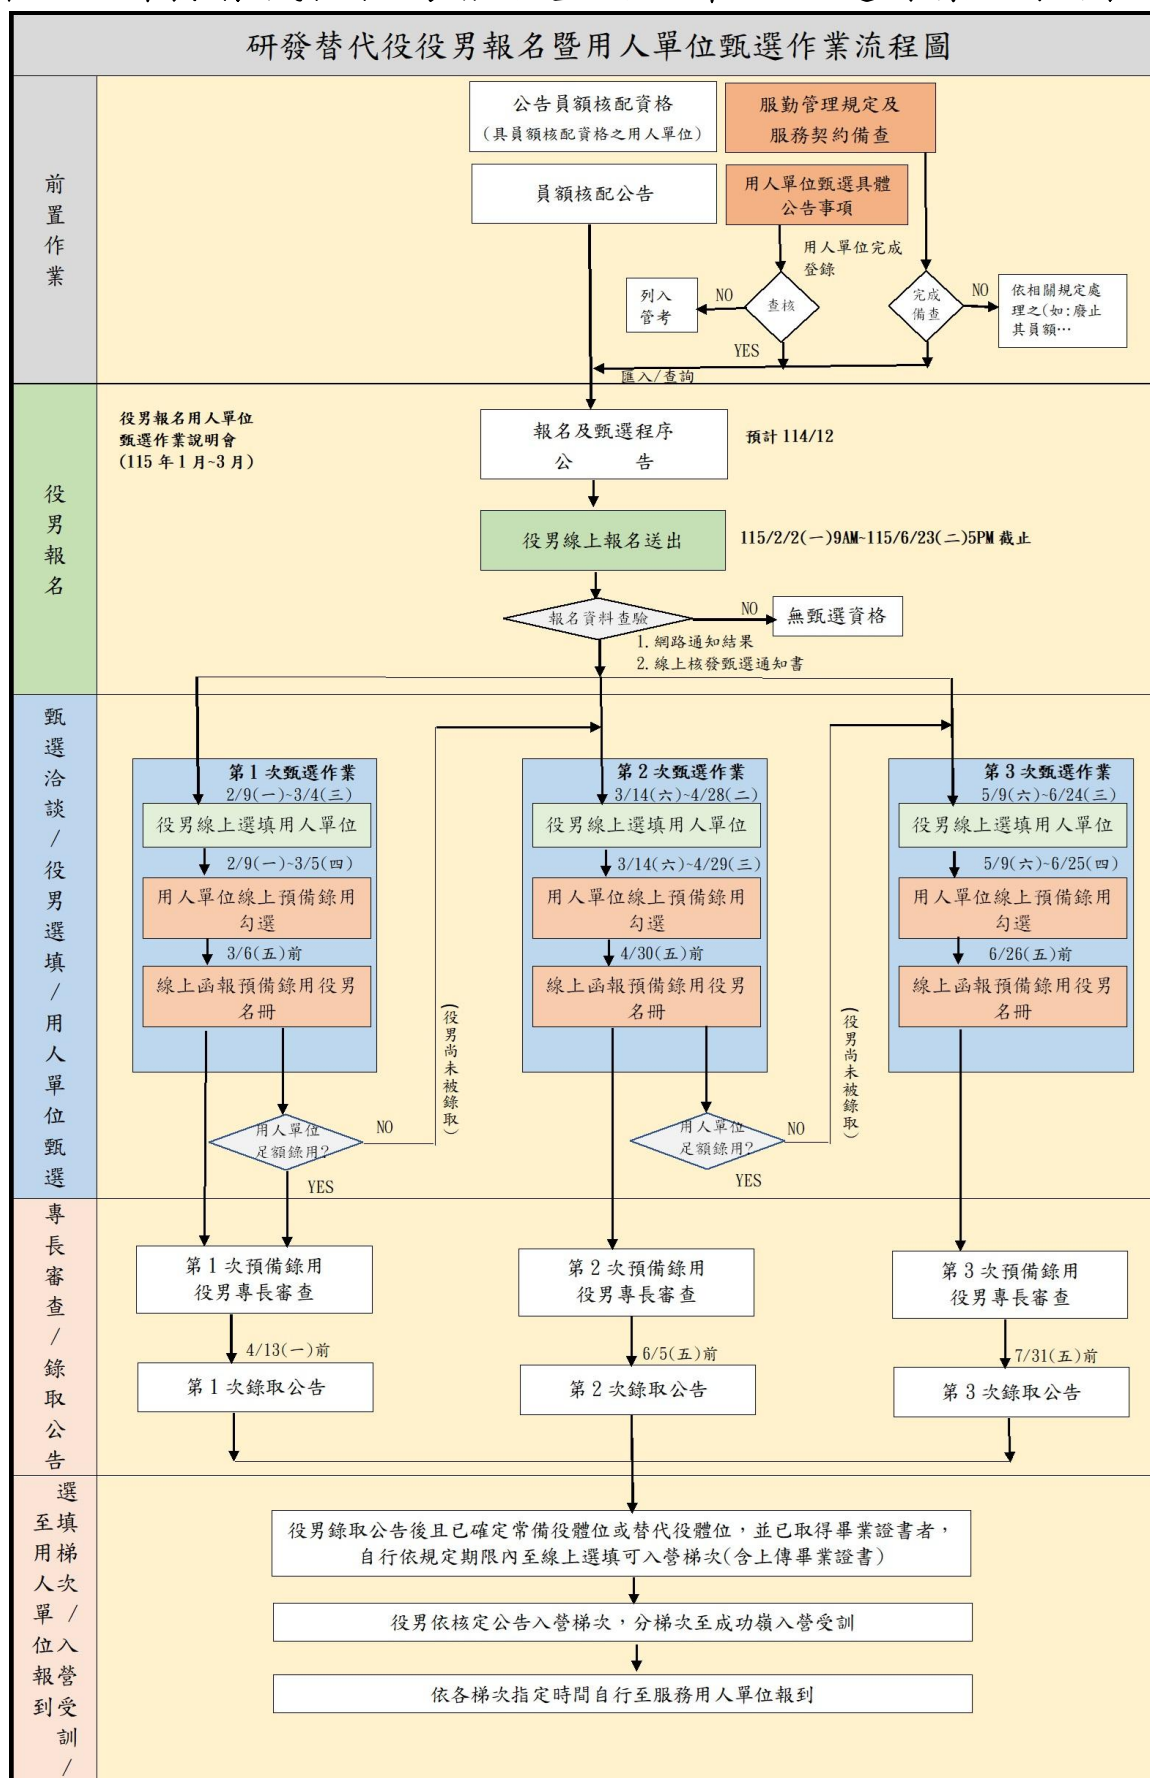 研發替代役役男報名暨用人單位甄選作業流程圖
前置作業
公告員額核配資格
(具員額核配資格之用人單位)
服勤管理規定及
服務契約備查
員額核配公告
用人單位甄選具體
公告事項
用人單位完成
登錄
列入
管考
NO
查核
完成
備查
NO
依相關規定處
理之(如:廢止
其員額…
YES
匯入/查詢
役男報名
役男報名用人單位
甄選作業說明會
(115 年 1 月~3 月)
報名及甄選程序
公 告
預計 114/12
役男線上報名送出
115/2/2(一)9AM~115/6/23(二)5PM 截止
報名資料查驗
NO
無甄選資格
1.網路通知結果
2.線上核發甄選通知書
甄選洽談/役男選填/用人單位甄選
第 1 次甄選作業
2/9(一)~3/4(三)
役男線上選填用人單位
2/9(一)~3/5(四)
用人單位線上預備錄用
勾選
3/6(五)前
線上函報預備錄用役男
名冊
用人單位
足額錄用?
NO
YES
(役男尚未被錄取)
第 2 次甄選作業
3/14(六)~4/28(二)
役男線上選填用人單位
3/14(六)~4/29(三)
用人單位線上預備錄用
勾選
4/30(五)前
線上函報預備錄用役男
名冊
用人單位
足額錄用?
NO
YES
(役男尚未被錄取)
第 3 次甄選作業
5/9(六)~6/24(三)
役男線上選填用人單位
5/9(六)~6/25(四)
用人單位線上預備錄用
勾選
6/26(五)前
線上函報預備錄用役男
名冊
專長審查/錄取公告
第 1 次預備錄用
役男專長審查
4/13(一)前
第 1 次錄取公告
第 2 次預備錄用
役男專長審查
6/5(五)前
第 2 次錄取公告
第 3 次預備錄用
役男專長審查
7/31(五)前
第 3 次錄取公告
選填梯次/入營受訓/
至用人單位報到
役男錄取公告後且已確定常備役體位或替代役體位，並已取得畢業證書者，
自行依規定期限內至線上選填可入營梯次(含上傳畢業證書)
役男依核定公告入營梯次，分梯次至成功嶺入營受訓
依各梯次指定時間自行至服務用人單位報到